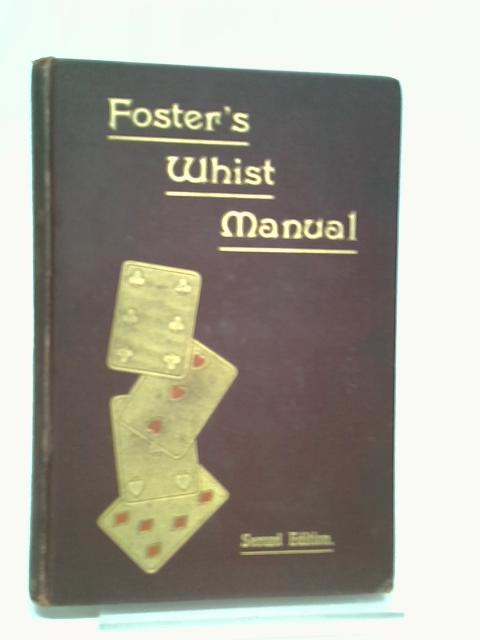 Foster's
Whist
Manual
Second Edition.